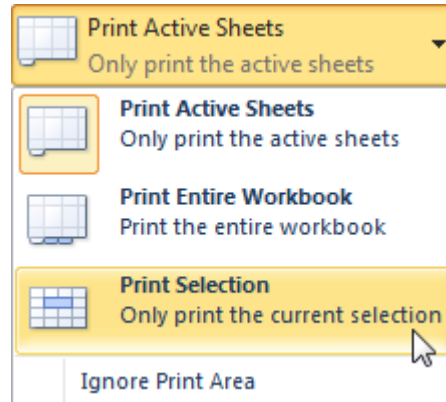 Print Active Sheets
Only print the active sheets
Print Active Sheets
Only print the active sheets
Print Entire Workbook
Print the entire workbook
Print Selection
Only print the current selection
Ignore Print Area